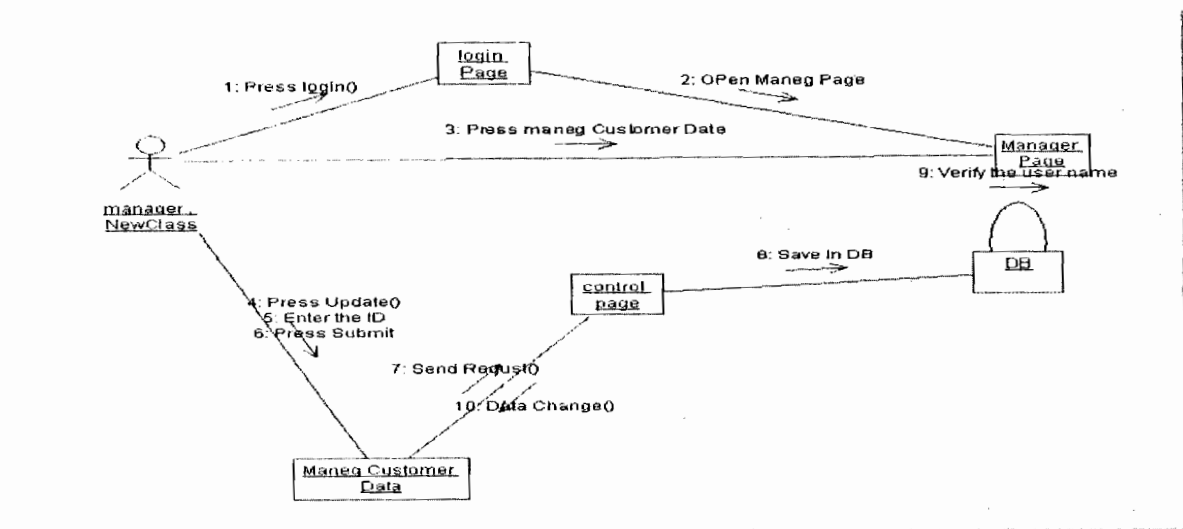 login
Page
1: Press login()
2: OPen Maneg Page
3: Press maneg Customer Date
Manager
Page
9: Verify the user name
manager :
NewClass
8: Save In DB
DB
control
page
4: Press Update()
5: Enter the ID
6: Press Submit
7: Send Requst()
10: Data Change()
Maneg Customer
Data